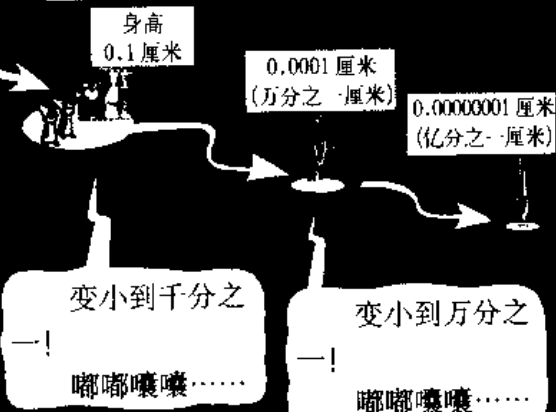 身高
0.1厘米
0.0001厘米
(万分之一厘米)
0.00000001厘米
(亿分之一厘米)
变小到千分之
一!
嘟嘟囔囔……
变小到万分之
一!
嘟嘟囔囔……